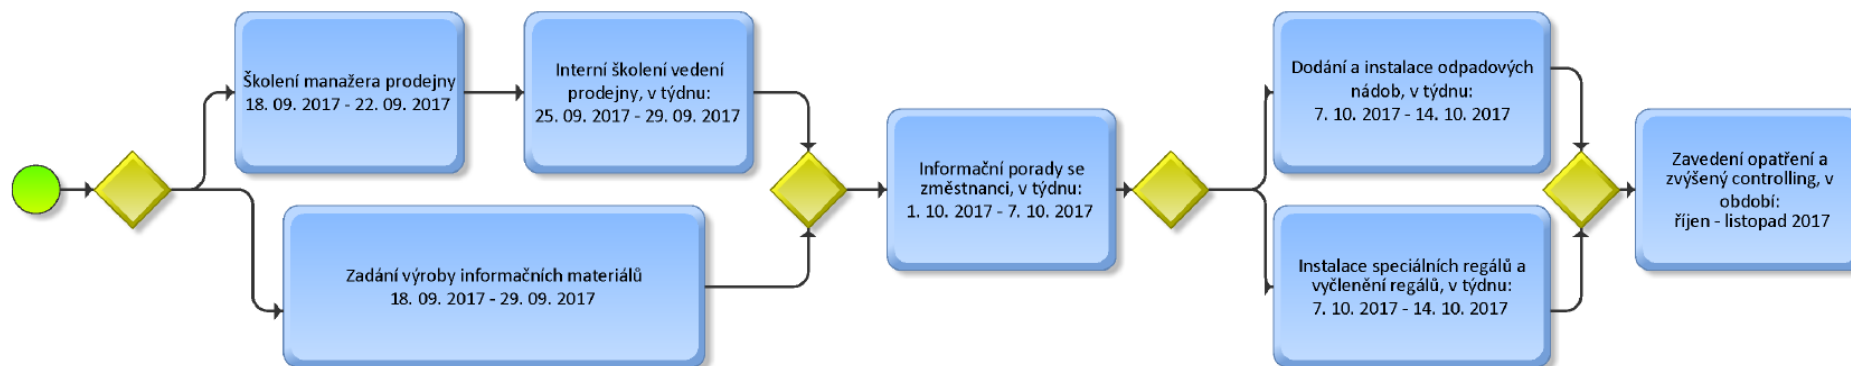 Školení manažera prodejny
18. 09. 2017 - 22. 09. 2017
Interní školení vedení
prodejny, v týdnu:
25. 09. 2017 - 29. 09. 2017
Zadání výroby informačních materiálů
18. 09. 2017 - 29. 09. 2017
Informační porady se
změstnanci, v týdnu:
1. 10. 2017 - 7. 10. 2017
Dodání a instalace odpadových
nádob, v týdnu:
7. 10. 2017 - 14. 10. 2017
Instalace speciálních regálů a
vyčlenění regálů, v týdnu:
7. 10. 2017 - 14. 10. 2017
Zavedení opatření a
zvýšený controlling, v
období:
říjen - listopad 2017